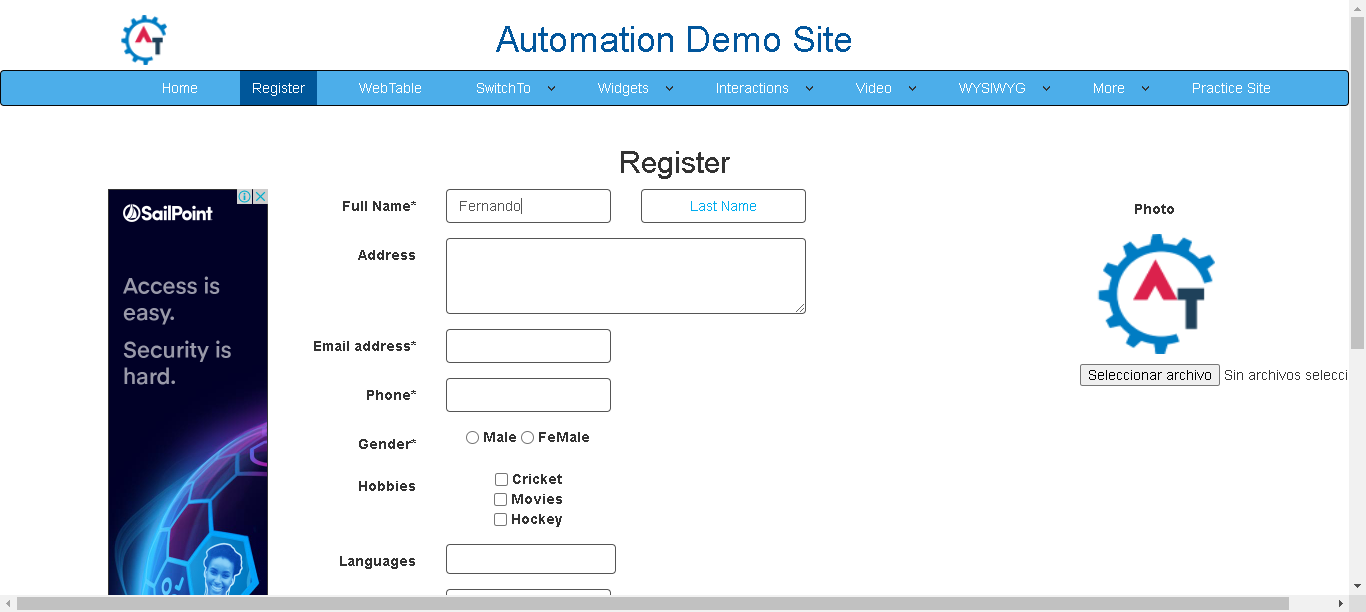 Automation Demo Site
Home Register WebTable SwitchTo Widgets Interactions Video WYSIWYG More Practice Site
Register
SailPoint
Access is
easy.
Security is
hard.
Full Name* Fernando Last Name
Address
Email address*
Phone*
Gender* Male FeMale
Hobbies Cricket
Movies
Hockey
Languages
Photo
AT
Seleccionar archivo Sin archivos selecci